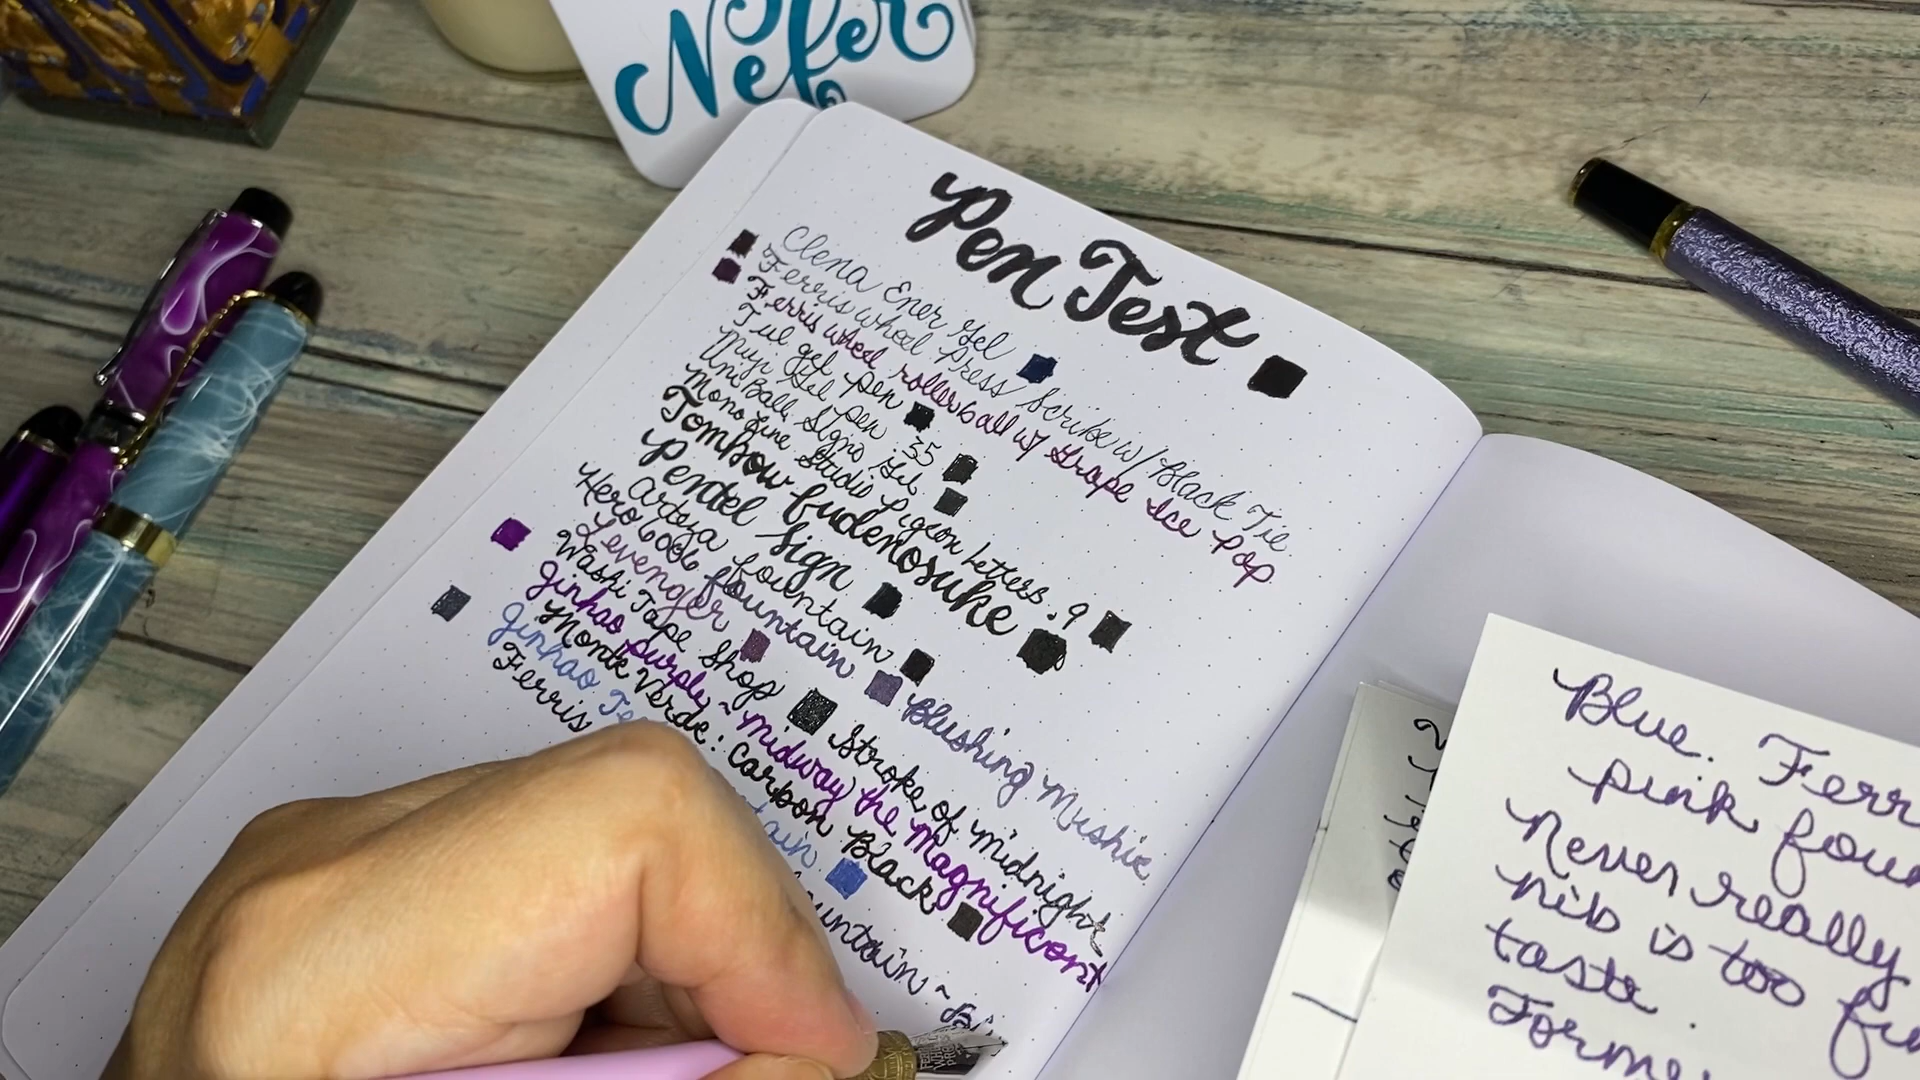 Nefer
Pen Test
Clena Ener Gel
Ferris wheel Press Scribe w/ Black Tie
Ferris wheel rollerball w/ Grape Ice Pop
Tul gel pen
Muji Gel pen 35
UniBall Signo Gel
Mono Line Studio Pigeon Letters .9
Tombow fudenosuke
Pentel Sign
Arteza fountain
Hero 6006 fountain Blushing Mushie
Levenger
Washi Tape Shop Stroke of midnight
Jinhao purple ~ Midway the Magnificent
Monte Verde: Carbon Black
Jinhao
Ferris
Blue. Ferr
pink fou
Never really
nib is too
taste.
Forme